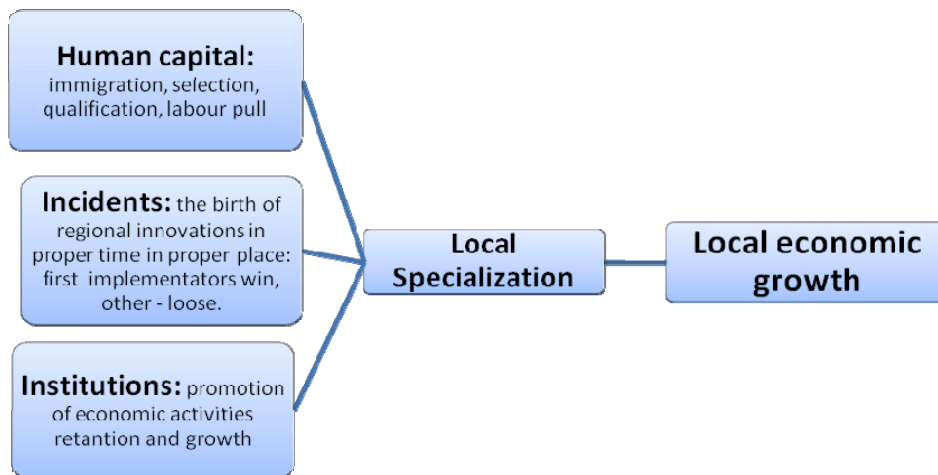 Human capital:
immigration, selection,
qualification, labour pull
Incidents: the birth of
regional innovations in
proper time in proper place:
first implementators win,
other - loose.
Institutions: promotion
of economic activities
retantion and growth
Local
Specialization
Local economic
growth